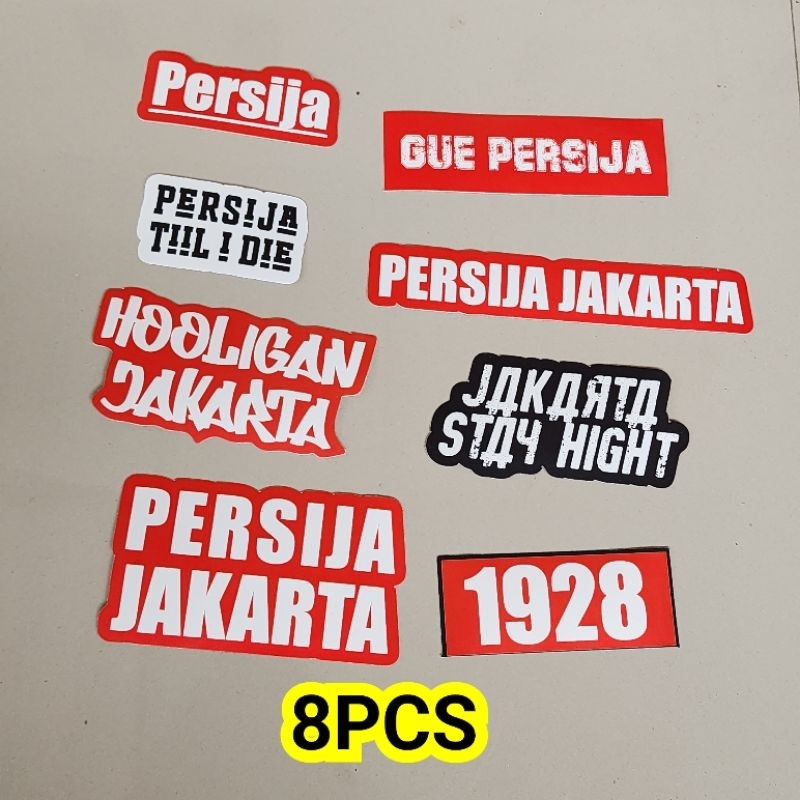 Persija
GUE PERSIJA
PERSIJA
TIIL I DIE
PERSIJA JAKARTA
HOOLIGAN
JAKARTA
JAKARTA
STAY HIGHT
PERSIJA
JAKARTA
1928
8PCS